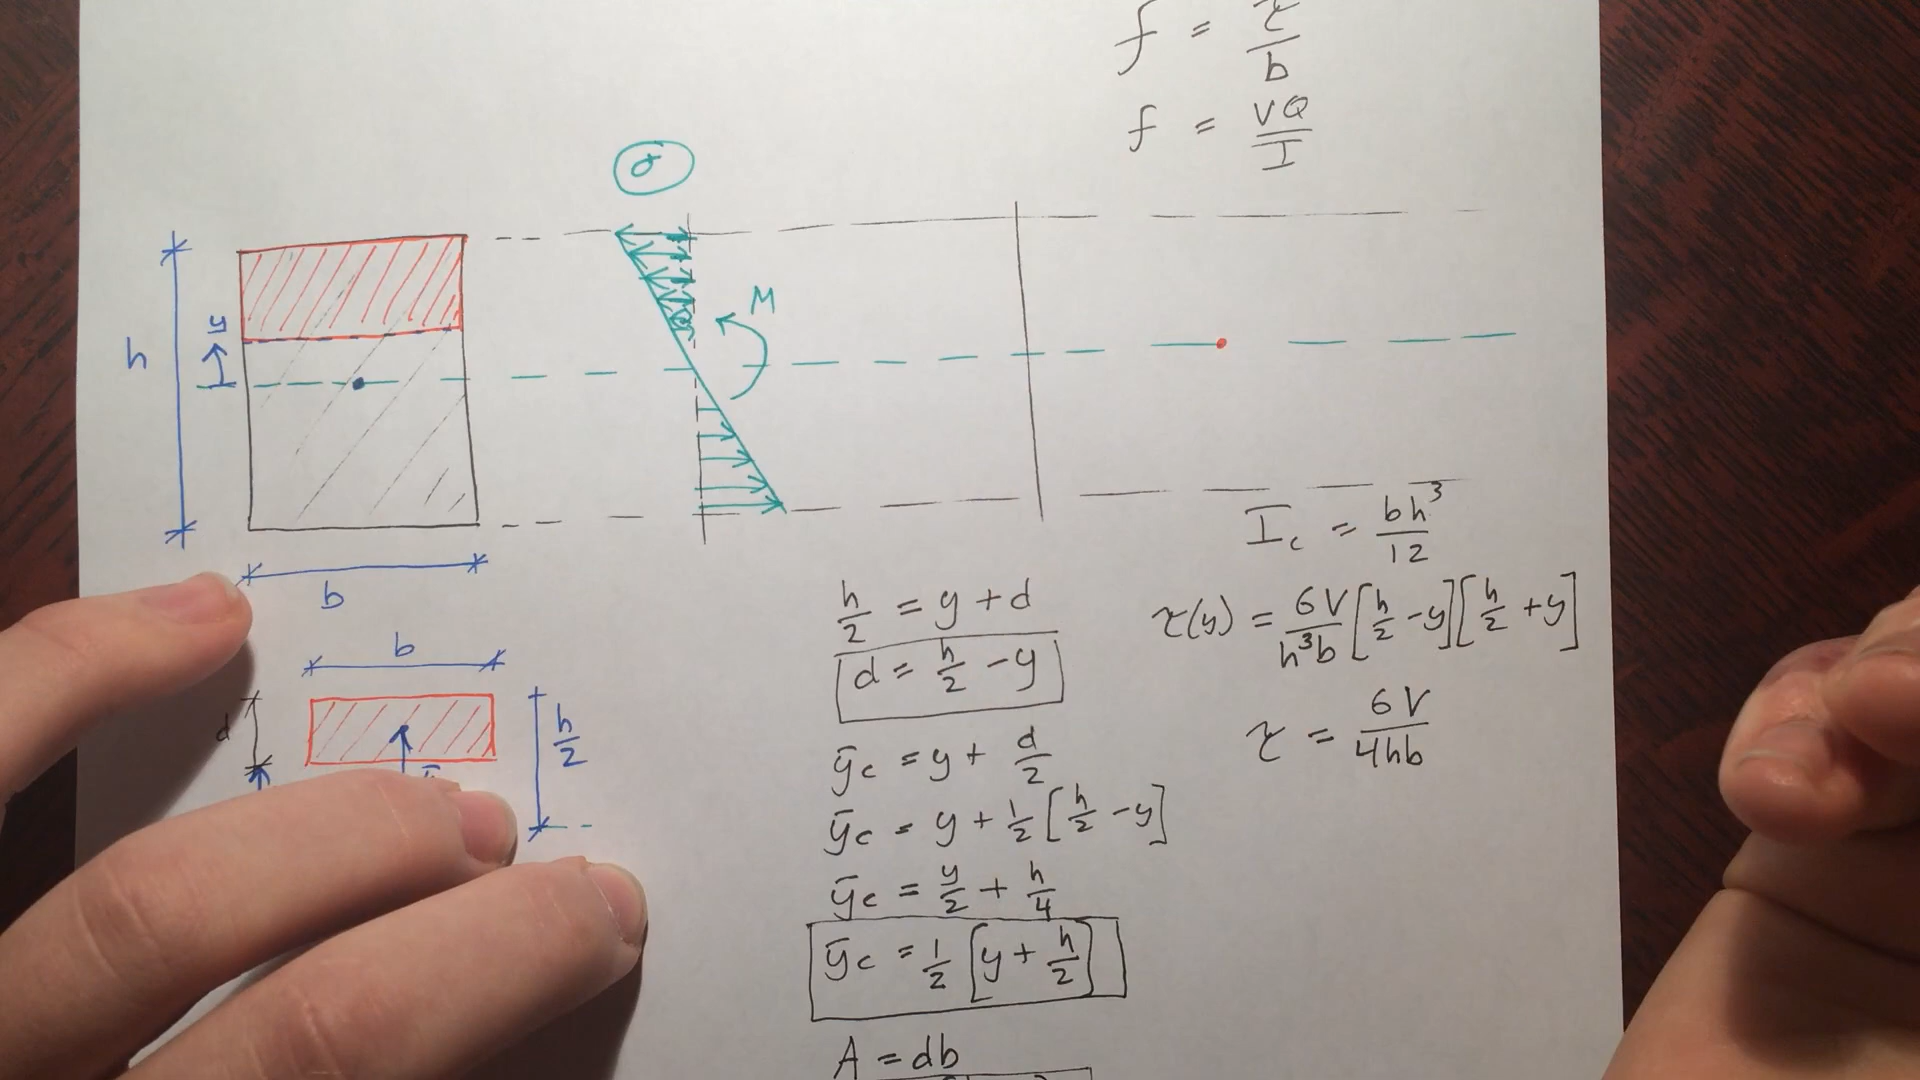 f = τ/b
f = VQ/I
σ
M
h
y
b
b
d
h/2
h/2 = y + d
d = h/2 - y
ȳc = y + d/2
ȳc = y + 1/2 [h/2 - y]
ȳc = y/2 + h/4
ȳc = 1/2 [y + h/2]
A = db
Ic = bh³/12
τ(y) = 6V/h³b [h/2 - y][h/2 + y]
τ = 6V/4hb